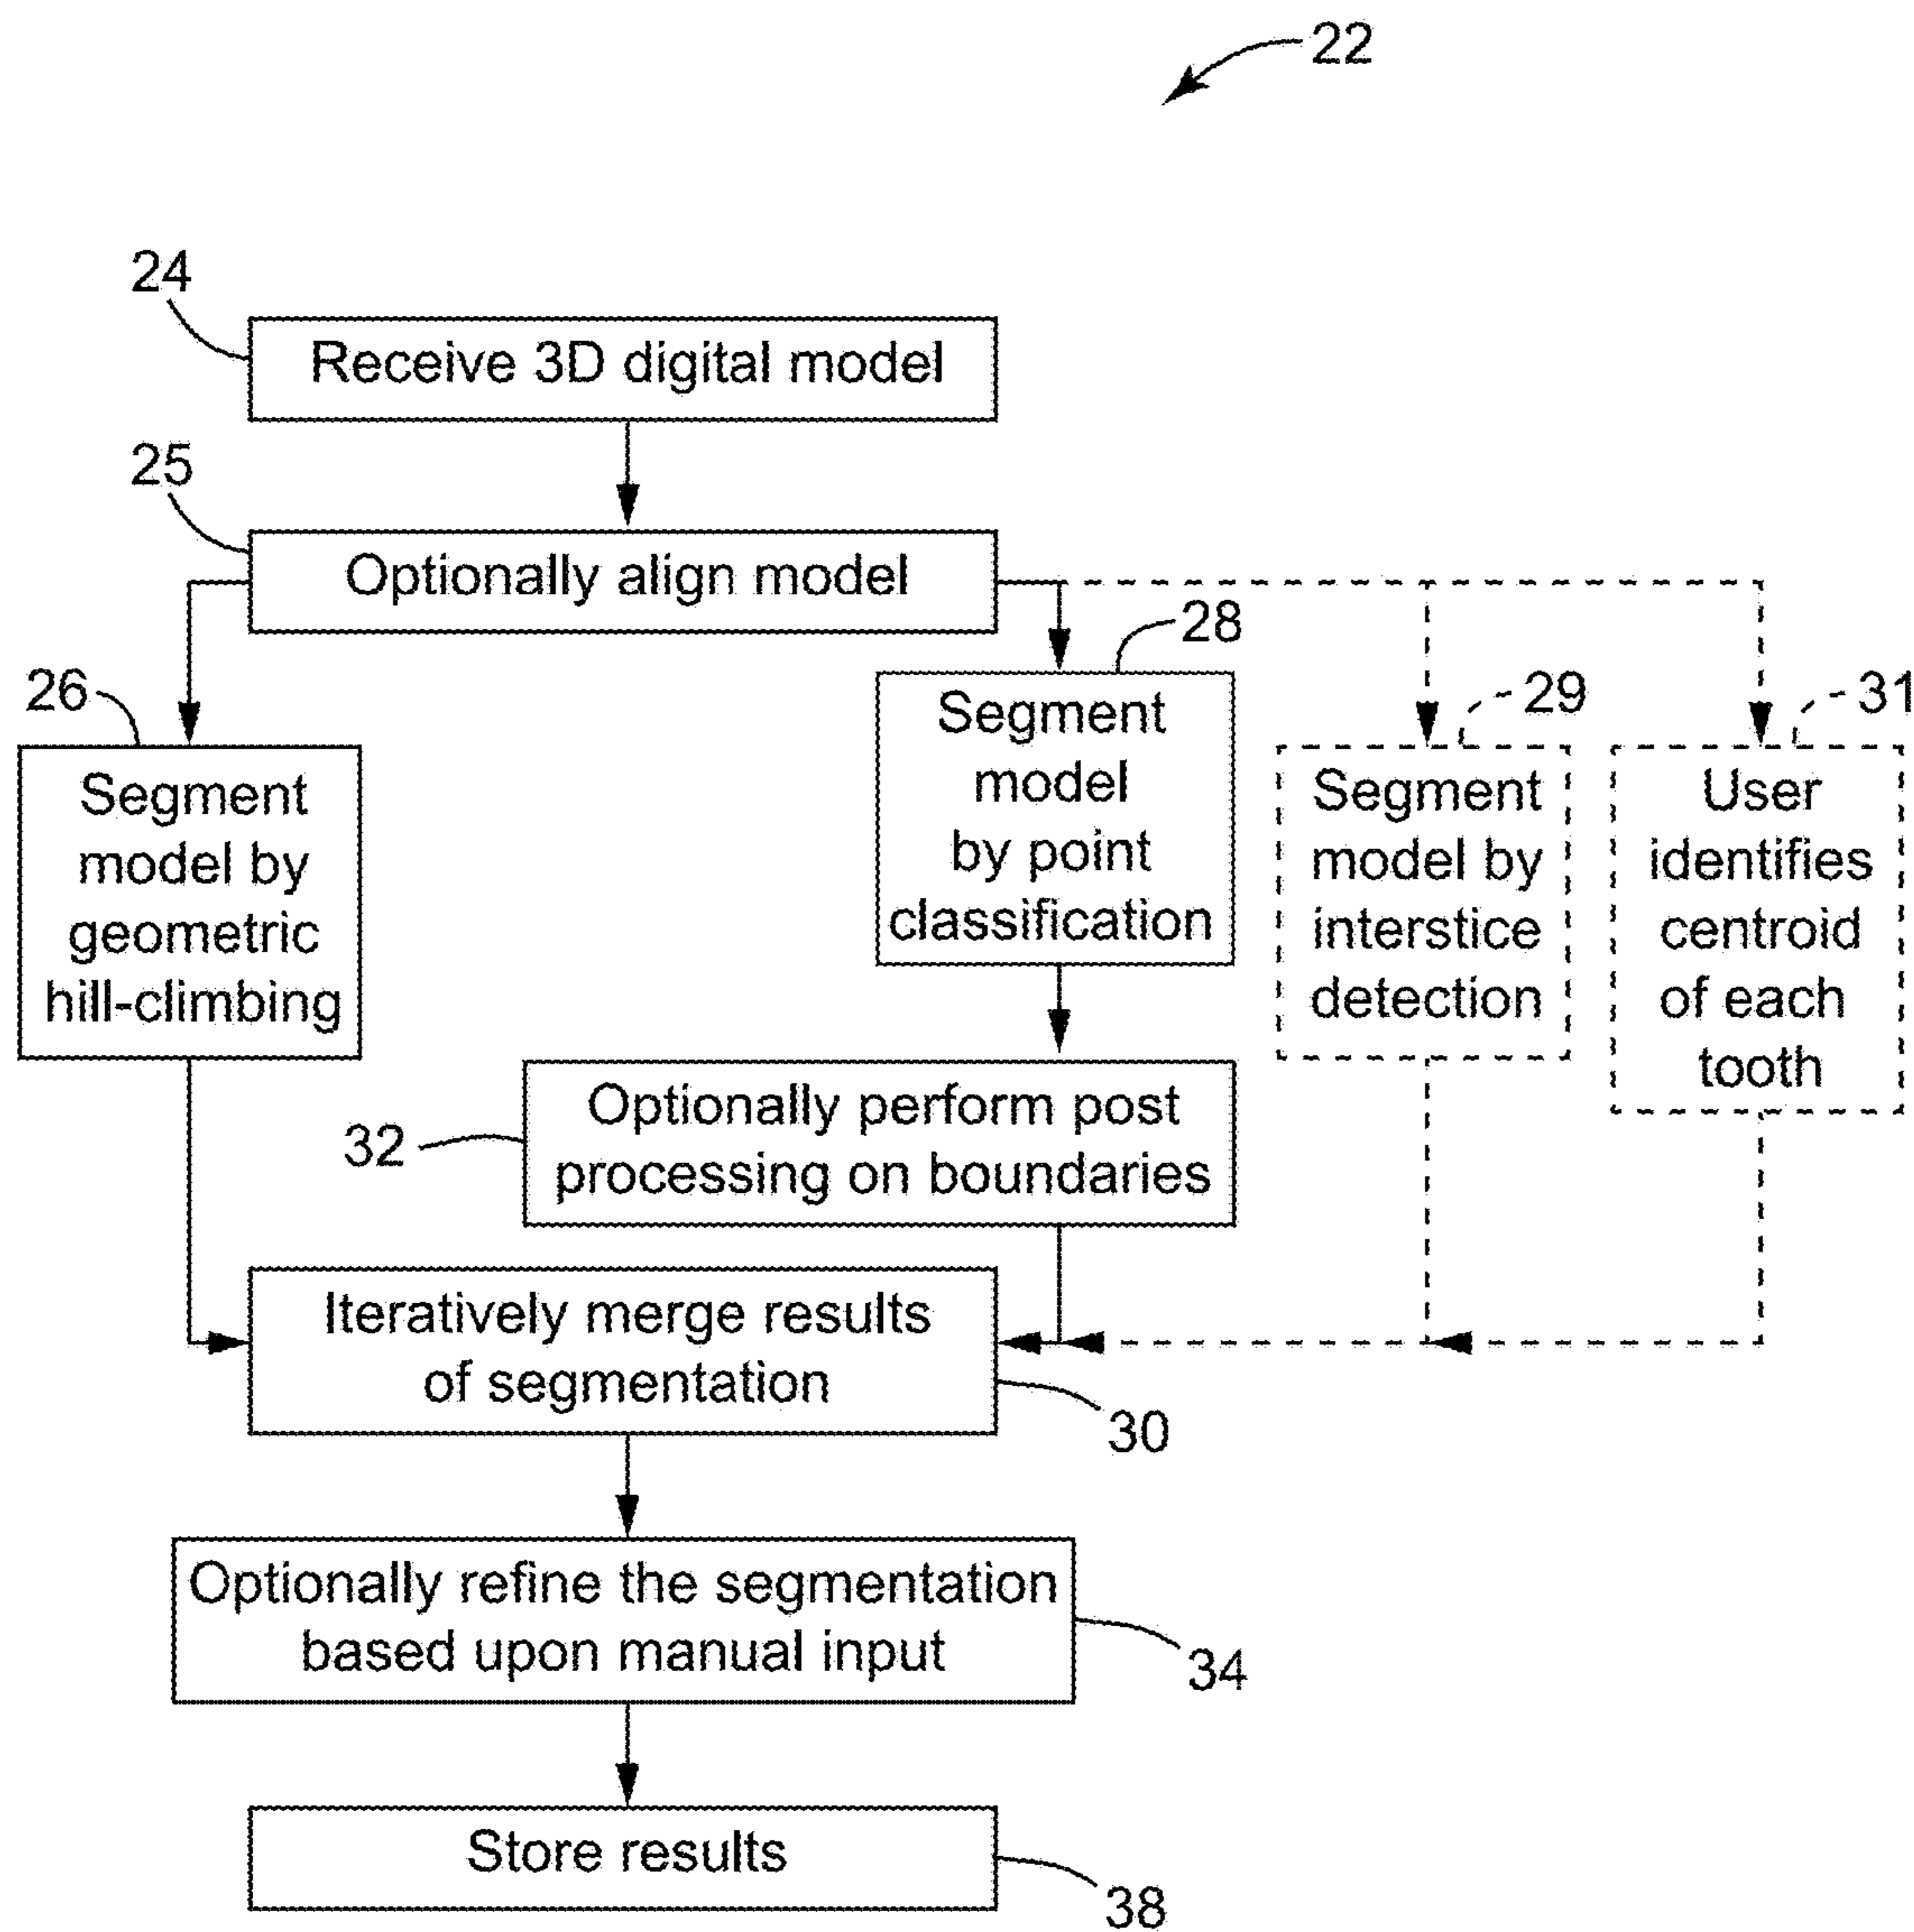 22
24
Receive 3D digital model
25
Optionally align model
28
26
29
31
Segment
model by
geometric
hill-climbing
Segment
model
by point
classification
Segment
model by
interstice
detection
User
identifies
centroid
of each
tooth
32
Optionally perform post
processing on boundaries
Iteratively merge results
of segmentation
30
Optionally refine the segmentation
based upon manual input
34
Store results
38